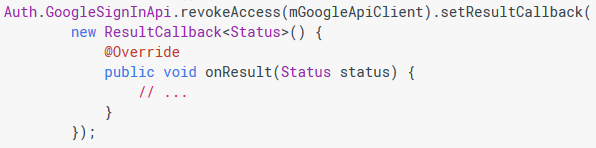 Auth.GoogleSignInApi.revokeAccess(mGoogleApiClient).setResultCallback(
        new ResultCallback<Status>() {
            @Override
            public void onResult(Status status) {
                // ...
            }
        });